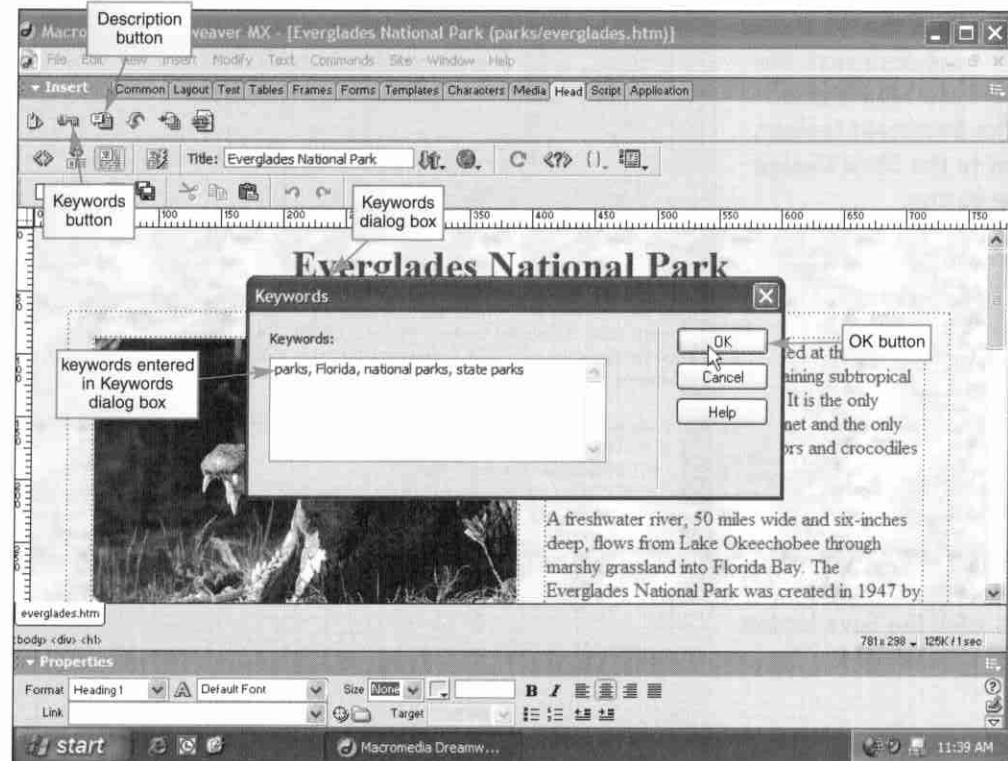 Description
button
Macro eaver MX - [Everglades National Park (parks/everglades.htm)]
File Edit View Insert Modify Text Commands Site Window Help
Insert Common Layout Text Tables Frames Forms Templates Characters Media Head Script Application
Title: Everglades National Park
Keywords
button
Keywords
dialog box
0 100 150 200 350 400 450 500 550 600 650 700 750
Everglades National Park
Keywords
Keywords:
parks, Florida, national parks, state parks
OK
Cancel
Help
OK button
keywords entered
in Keywords
dialog box
ed at th
aining subtropical
It is the only
net and the only
ors and crocodiles
A freshwater river, 50 miles wide and six-inches
deep, flows from Lake Okeechobee through
marshy grassland into Florida Bay. The
Everglades National Park was created in 1947 by
everglades.htm
<body> <div> <h1>
781 x 298 125K / 1 sec
Properties
Format Heading 1 Default Font Size None B I
Link Target
start Macromedia Dreamw... 11:39 AM